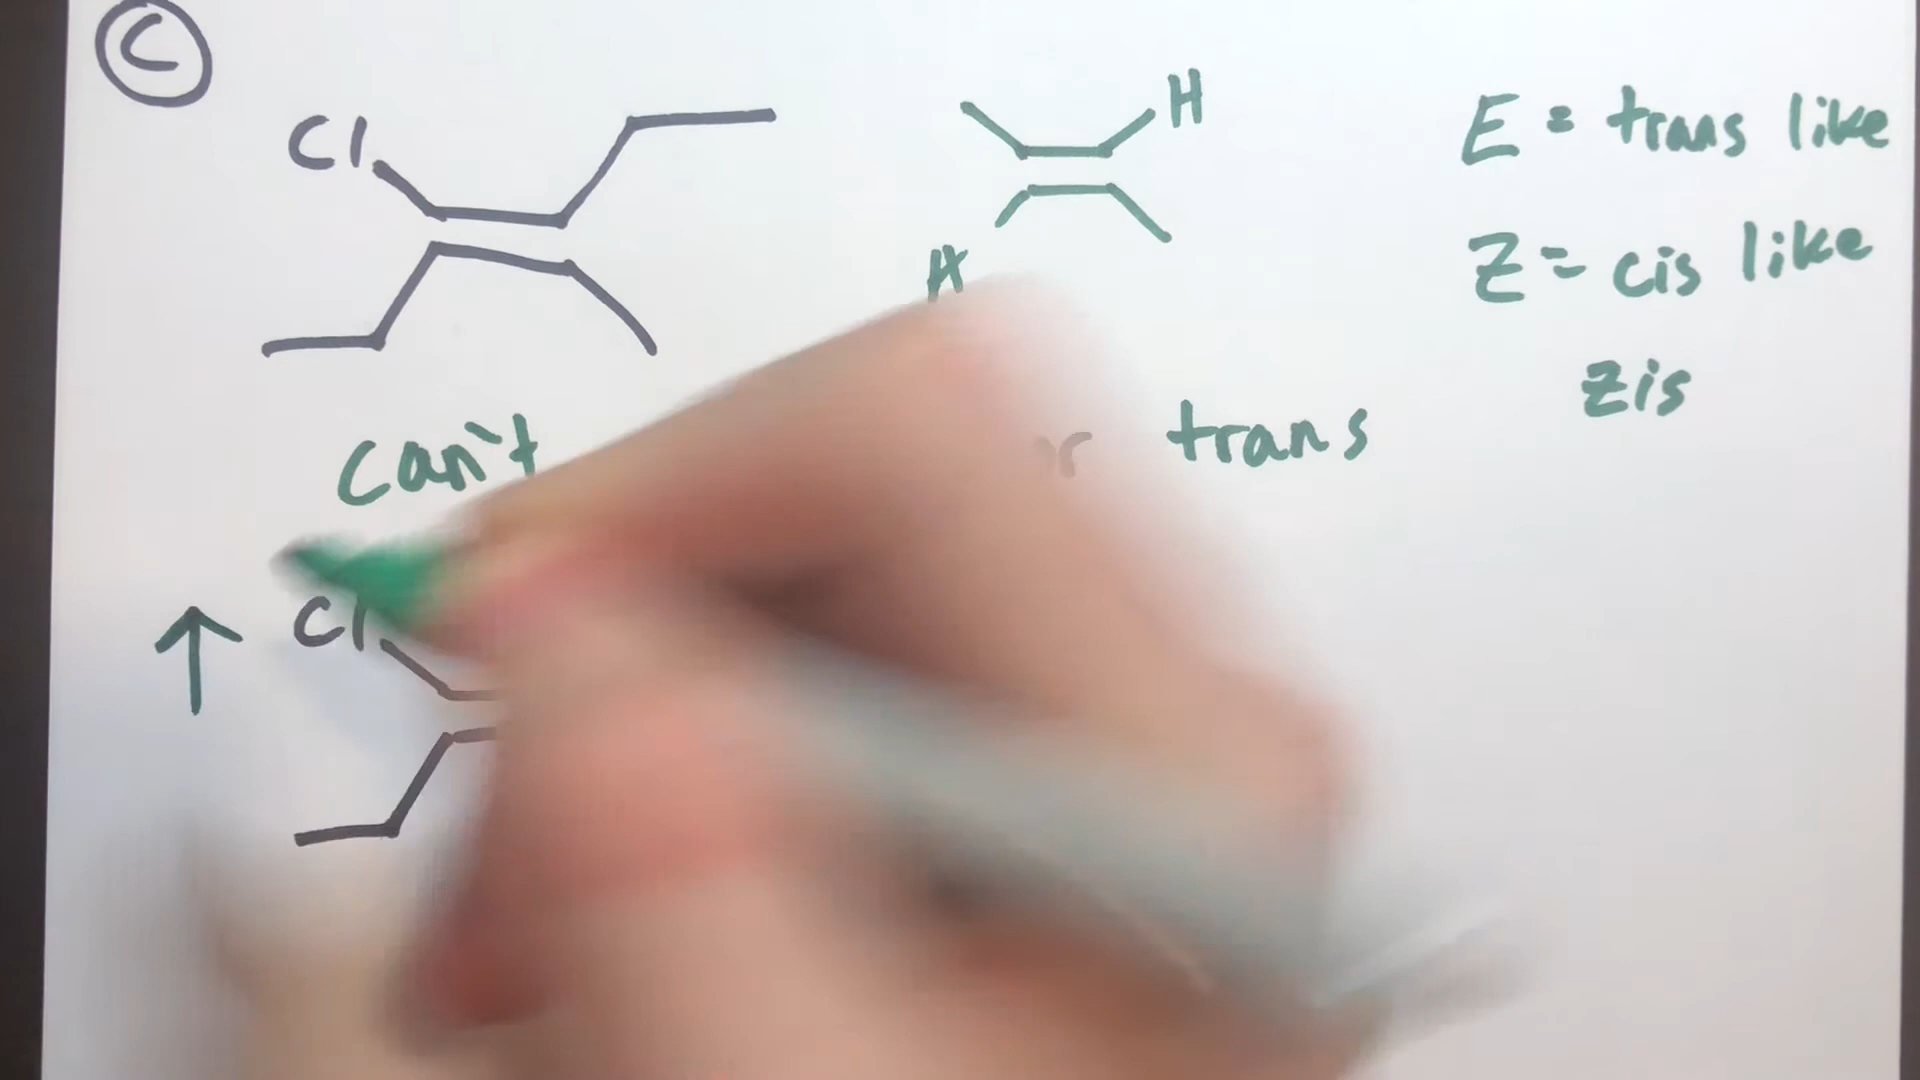 C
Cl
H
H
E = trans like
Z = cis like
zis
can't r trans
Cl